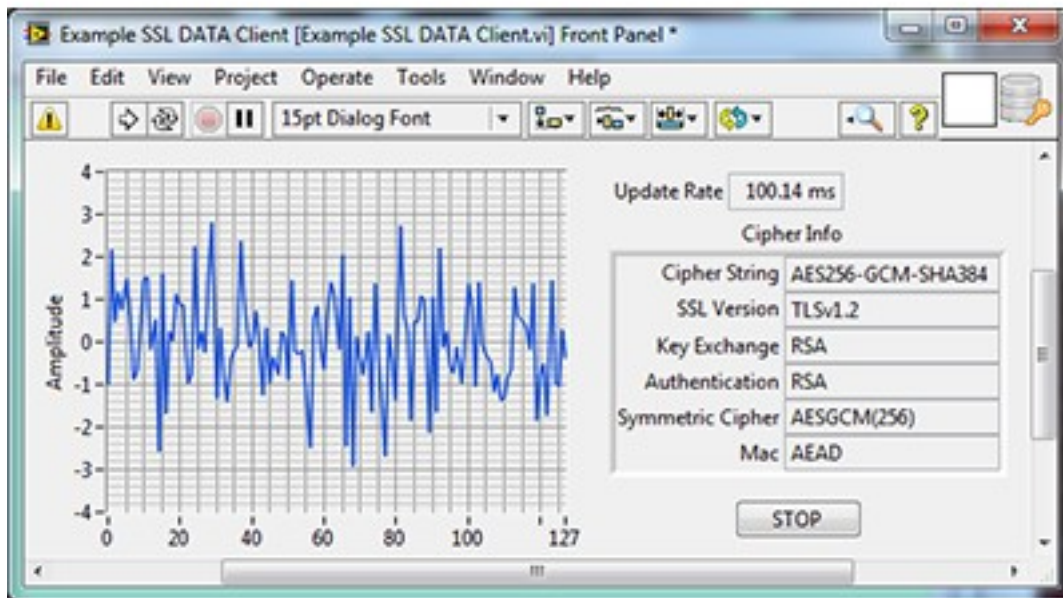 Example SSL DATA Client [Example SSL DATA Client.vi] Front Panel *
File Edit View Project Operate Tools Window Help
15pt Dialog Font
Update Rate 100.14 ms
Cipher Info
Cipher String AES256-GCM-SHA384
SSL Version TLSv1.2
Key Exchange RSA
Authentication RSA
Symmetric Cipher AESGCM(256)
Mac AEAD
STOP
Amplitude
4
3
2
1
0
-1
-2
-3
-4
0 20 40 60 80 100 127